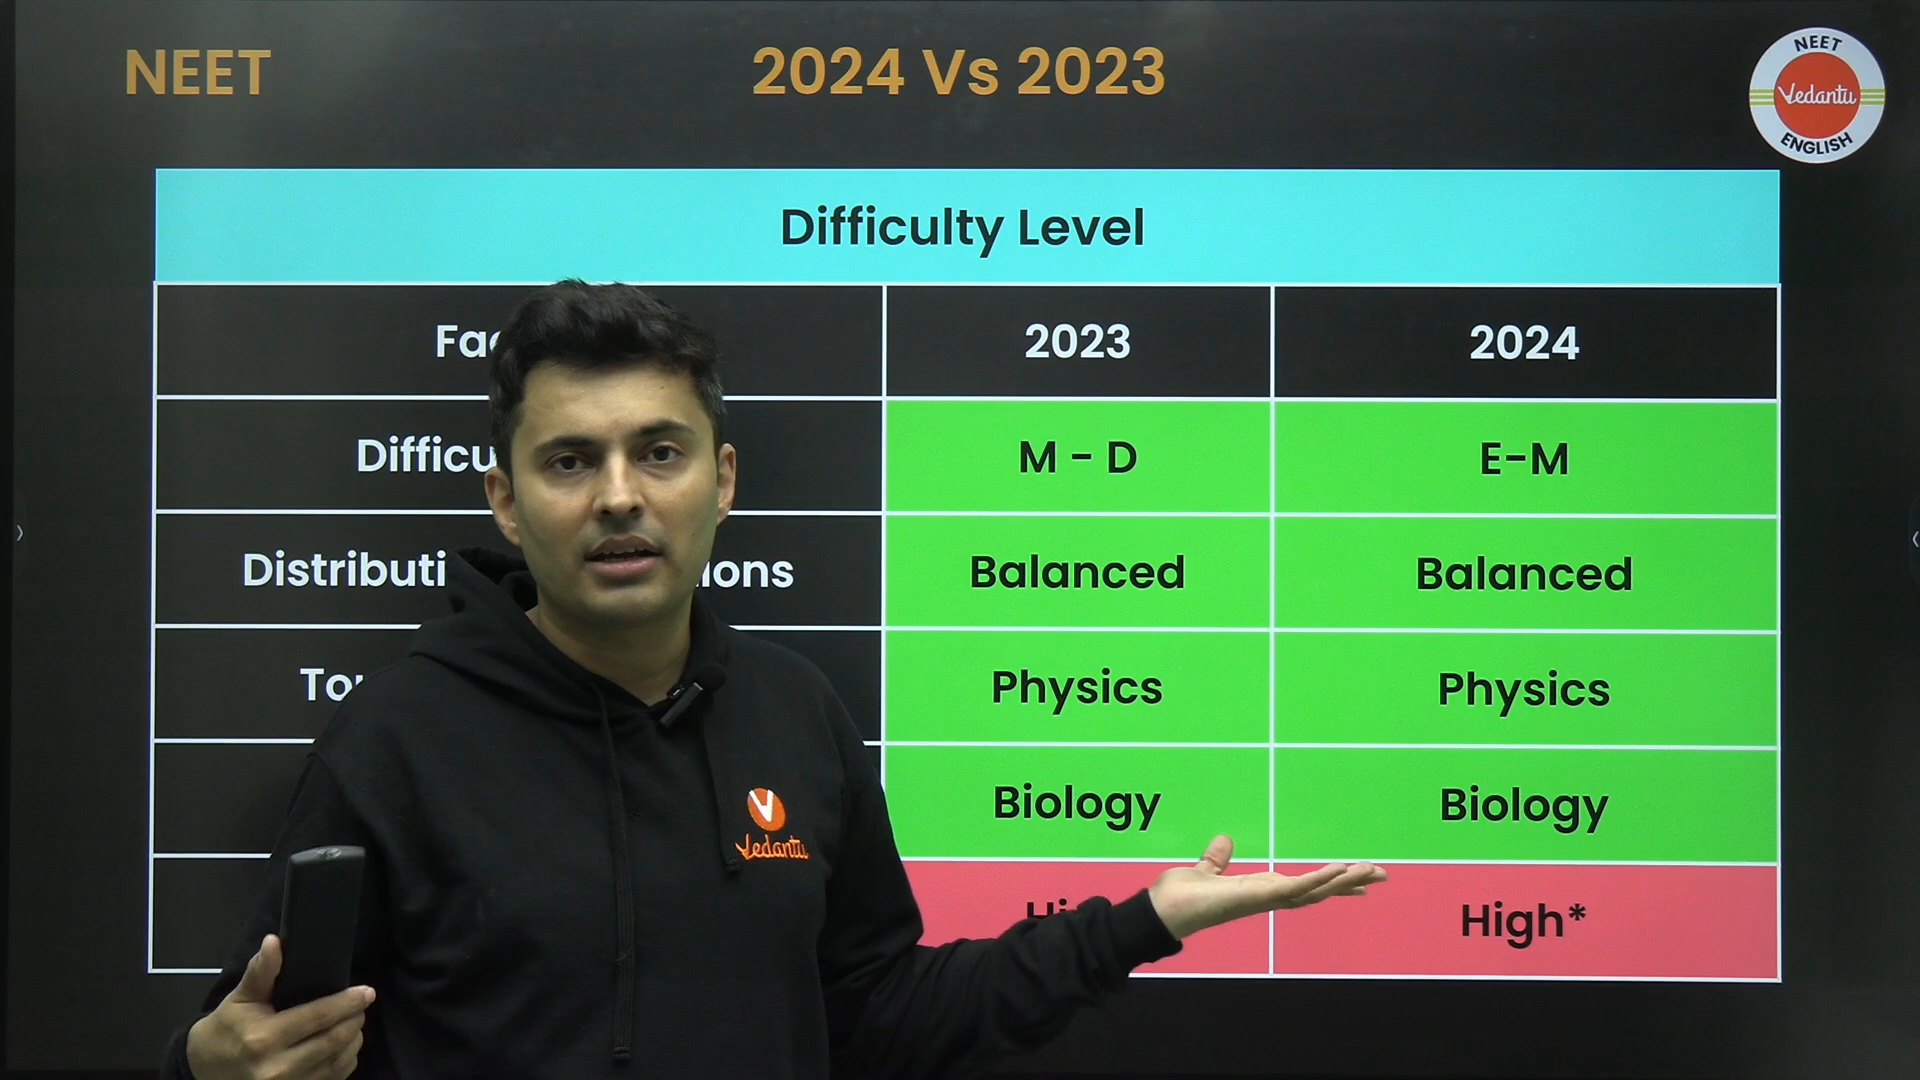 NEET
2024 Vs 2023
NEET
Vedantu
ENGLISH
Difficulty Level
2023
2024
M - D
E-M
Balanced
Balanced
Physics
Physics
Biology
Biology
High*
Vedantu